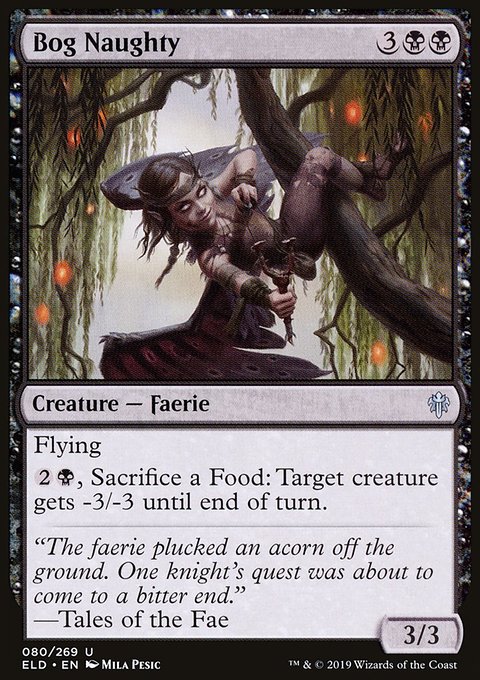 Bog Naughty 3
Creature — Faerie
Flying
2, Sacrifice a Food: Target creature
gets -3/-3 until end of turn.
“The faerie plucked an acorn off the
ground. One knight's quest was about to
come to a bitter end.”
—Tales of the Fae
3/3
080/269 U
ELD • EN Mila Pesic
™ & © 2019 Wizards of the Coast